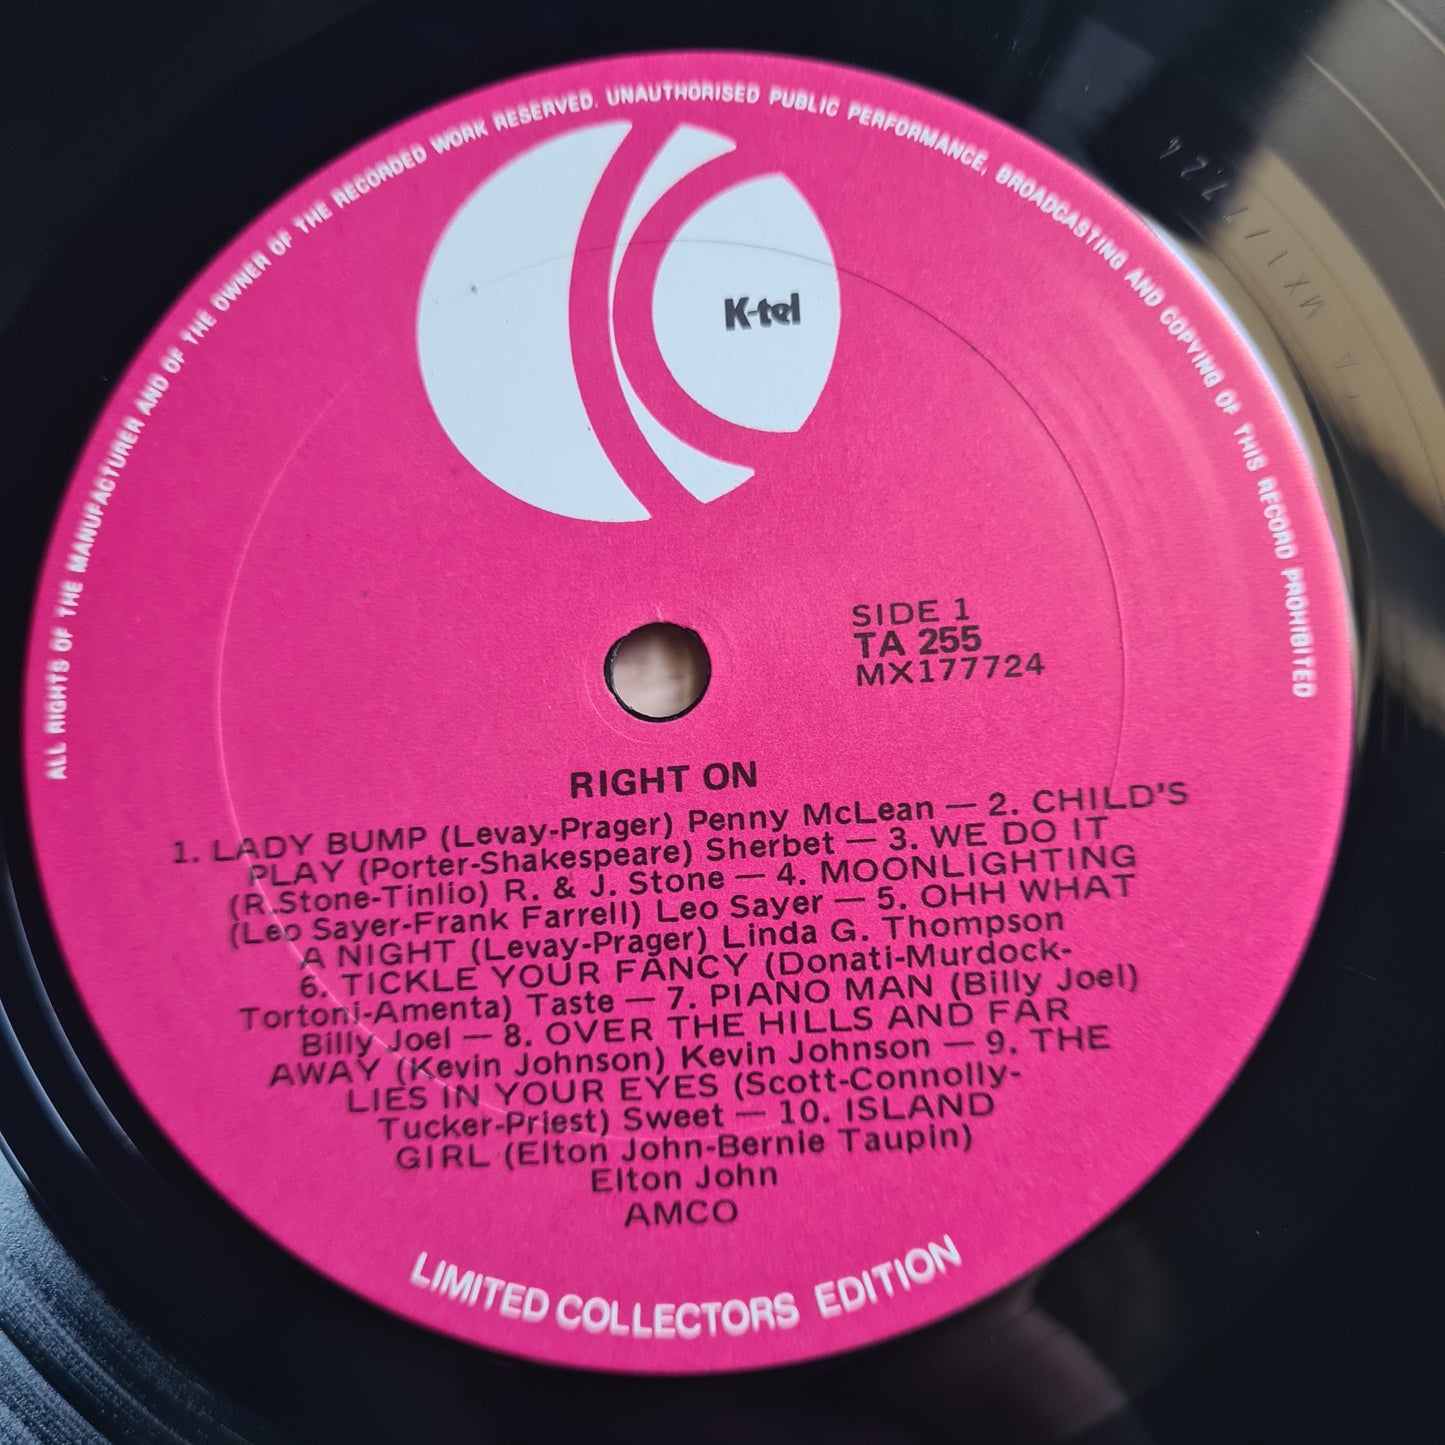 ALL RIGHTS OF THE MANUFACTURER AND OF THE OWNER OF THE RECORDED WORK RESERVED. UNAUTHORISED PUBLIC PERFORMANCE, BROADCASTING AND COPYING OF THIS RECORD PROHIBITED
K-tel
SIDE 1
TA 255
MX177724
RIGHT ON
1. LADY BUMP (Levay-Prager) Penny McLean — 2. CHILD'S
PLAY (Porter-Shakespeare) Sherbet — 3. WE DO IT
(R.Stone-Tinlio) R. & J. Stone — 4. MOONLIGHTING
(Leo Sayer-Frank Farrell) Leo Sayer — 5. OHH WHAT
A NIGHT (Levay-Prager) Linda G. Thompson
6. TICKLE YOUR FANCY (Donati-Murdock-
Tortoni-Amenta) Taste — 7. PIANO MAN (Billy Joel)
Billy Joel — 8. OVER THE HILLS AND FAR
AWAY (Kevin Johnson) Kevin Johnson — 9. THE
LIES IN YOUR EYES (Scott-Connolly-
Tucker-Priest) Sweet — 10. ISLAND
GIRL (Elton John-Bernie Taupin)
Elton John
AMCO
LIMITED COLLECTORS EDITION
MX177724
A